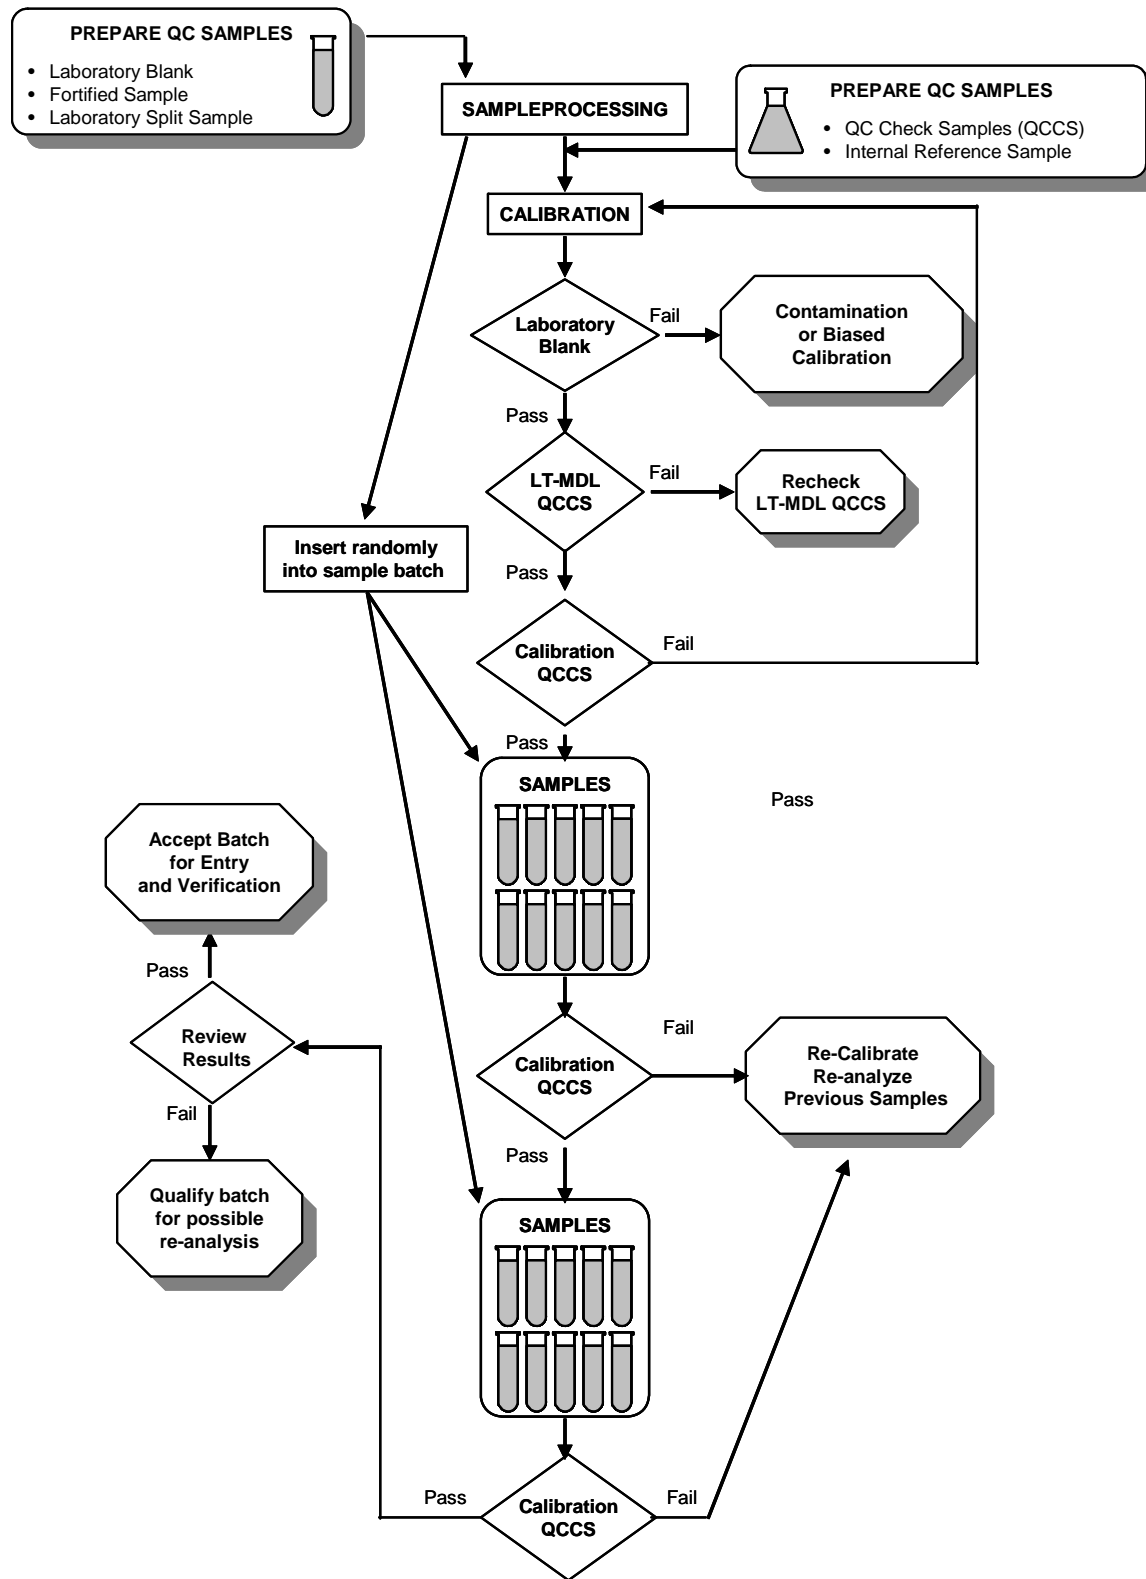 PREPARE QC SAMPLES
• Laboratory Blank
• Fortified Sample
• Laboratory Split Sample
SAMPLEPROCESSING
PREPARE QC SAMPLES
• QC Check Samples (QCCS)
• Internal Reference Sample
CALIBRATION
Laboratory
Blank
Fail
Contamination
or Biased
Calibration
Pass
LT-MDL
QCCS
Fail
Recheck
LT-MDL QCCS
Insert randomly
into sample batch
Pass
Calibration
QCCS
Fail
Pass
SAMPLES
Pass
Accept Batch
for Entry
and Verification
Pass
Review
Results
Fail
Qualify batch
for possible
re-analysis
Calibration
QCCS
Fail
Re-Calibrate
Re-analyze
Previous Samples
Pass
SAMPLES
Pass
Calibration
QCCS
Fail